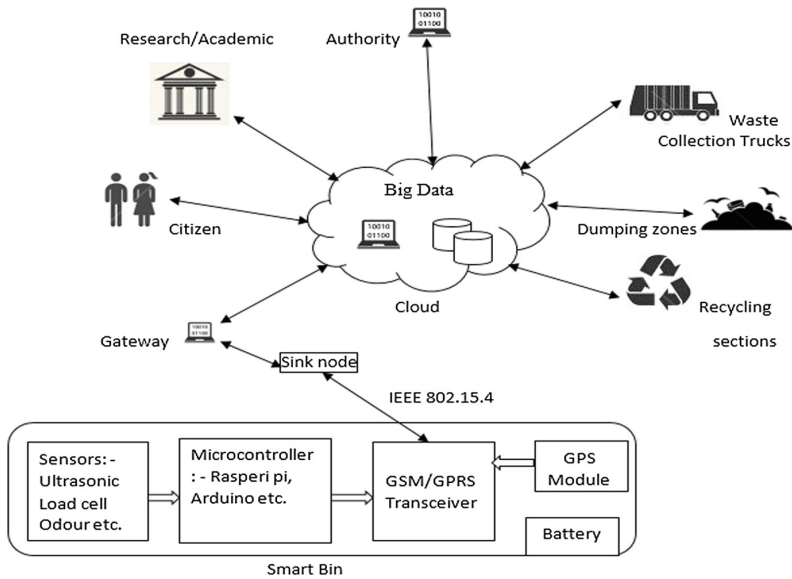 Research/Academic
Authority
10010
01100
Waste
Collection Trucks
Big Data
10010
01100
Citizen
Dumping zones
Cloud
Recycling
sections
Gateway
10010
01100
Sink node
IEEE 802.15.4
Sensors: -
Ultrasonic
Load cell
Odour etc.
Microcontroller
: - Rasperi pi,
Arduino etc.
GSM/GPRS
Transceiver
GPS
Module
Battery
Smart Bin